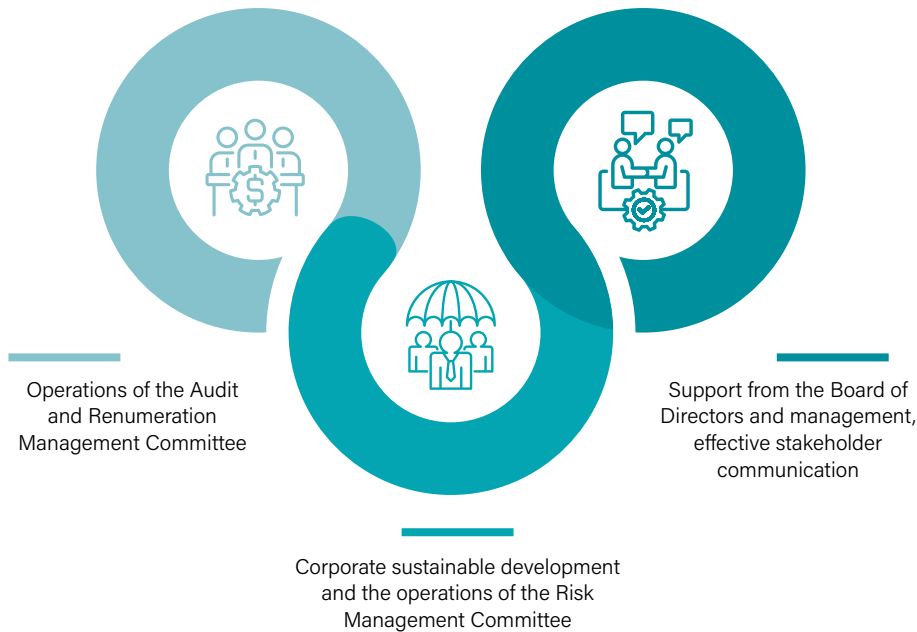 Operations of the Audit
and Renumeration
Management Committee
Corporate sustainable development
and the operations of the Risk
Management Committee
Support from the Board of
Directors and management,
effective stakeholder
communication